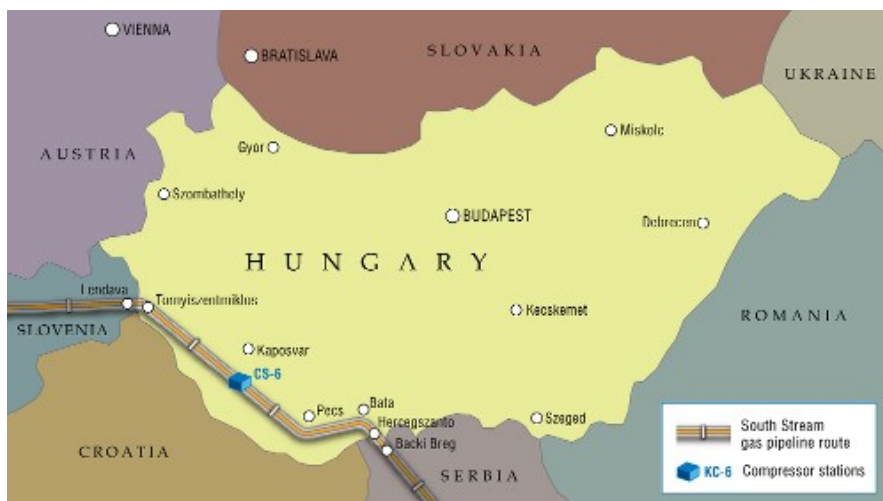 VIENNA
BRATISLAVA
SLOVAKIA
UKRAINE
Miskolc
Gyor
AUSTRIA
Szombathely
BUDAPEST
Debrecen
HUNGARY
Lendava
Tornyiszentmiklos
Kecskemet
ROMANIA
SLOVENIA
Kaposvar
CS-6
Bata
Pecs
Szeged
Hercegszanto
Backi Breg
CROATIA
SERBIA
South Stream
gas pipeline route
KC-6 Compressor stations